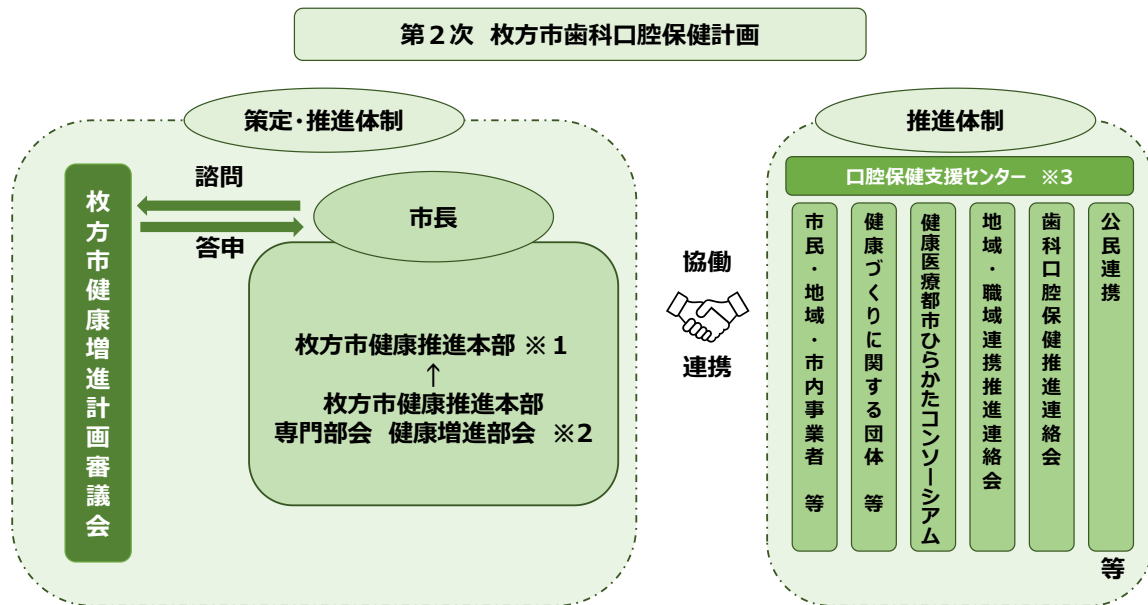 第２次 枚方市歯科口腔保健計画
策定・推進体制
諮問
答申
枚方市健康増進計画審議会
市長
枚方市健康推進本部 ※１
↑
枚方市健康推進本部
専門部会 健康増進部会 ※2
協働
連携
推進体制
口腔保健支援センター ※３
市民・地域・市内事業者 等
健康づくりに関する団体 等
健康医療都市ひらかたコンソーシアム
地域・職域連携推進連絡会
歯科口腔保健推進連絡会
公民連携
等